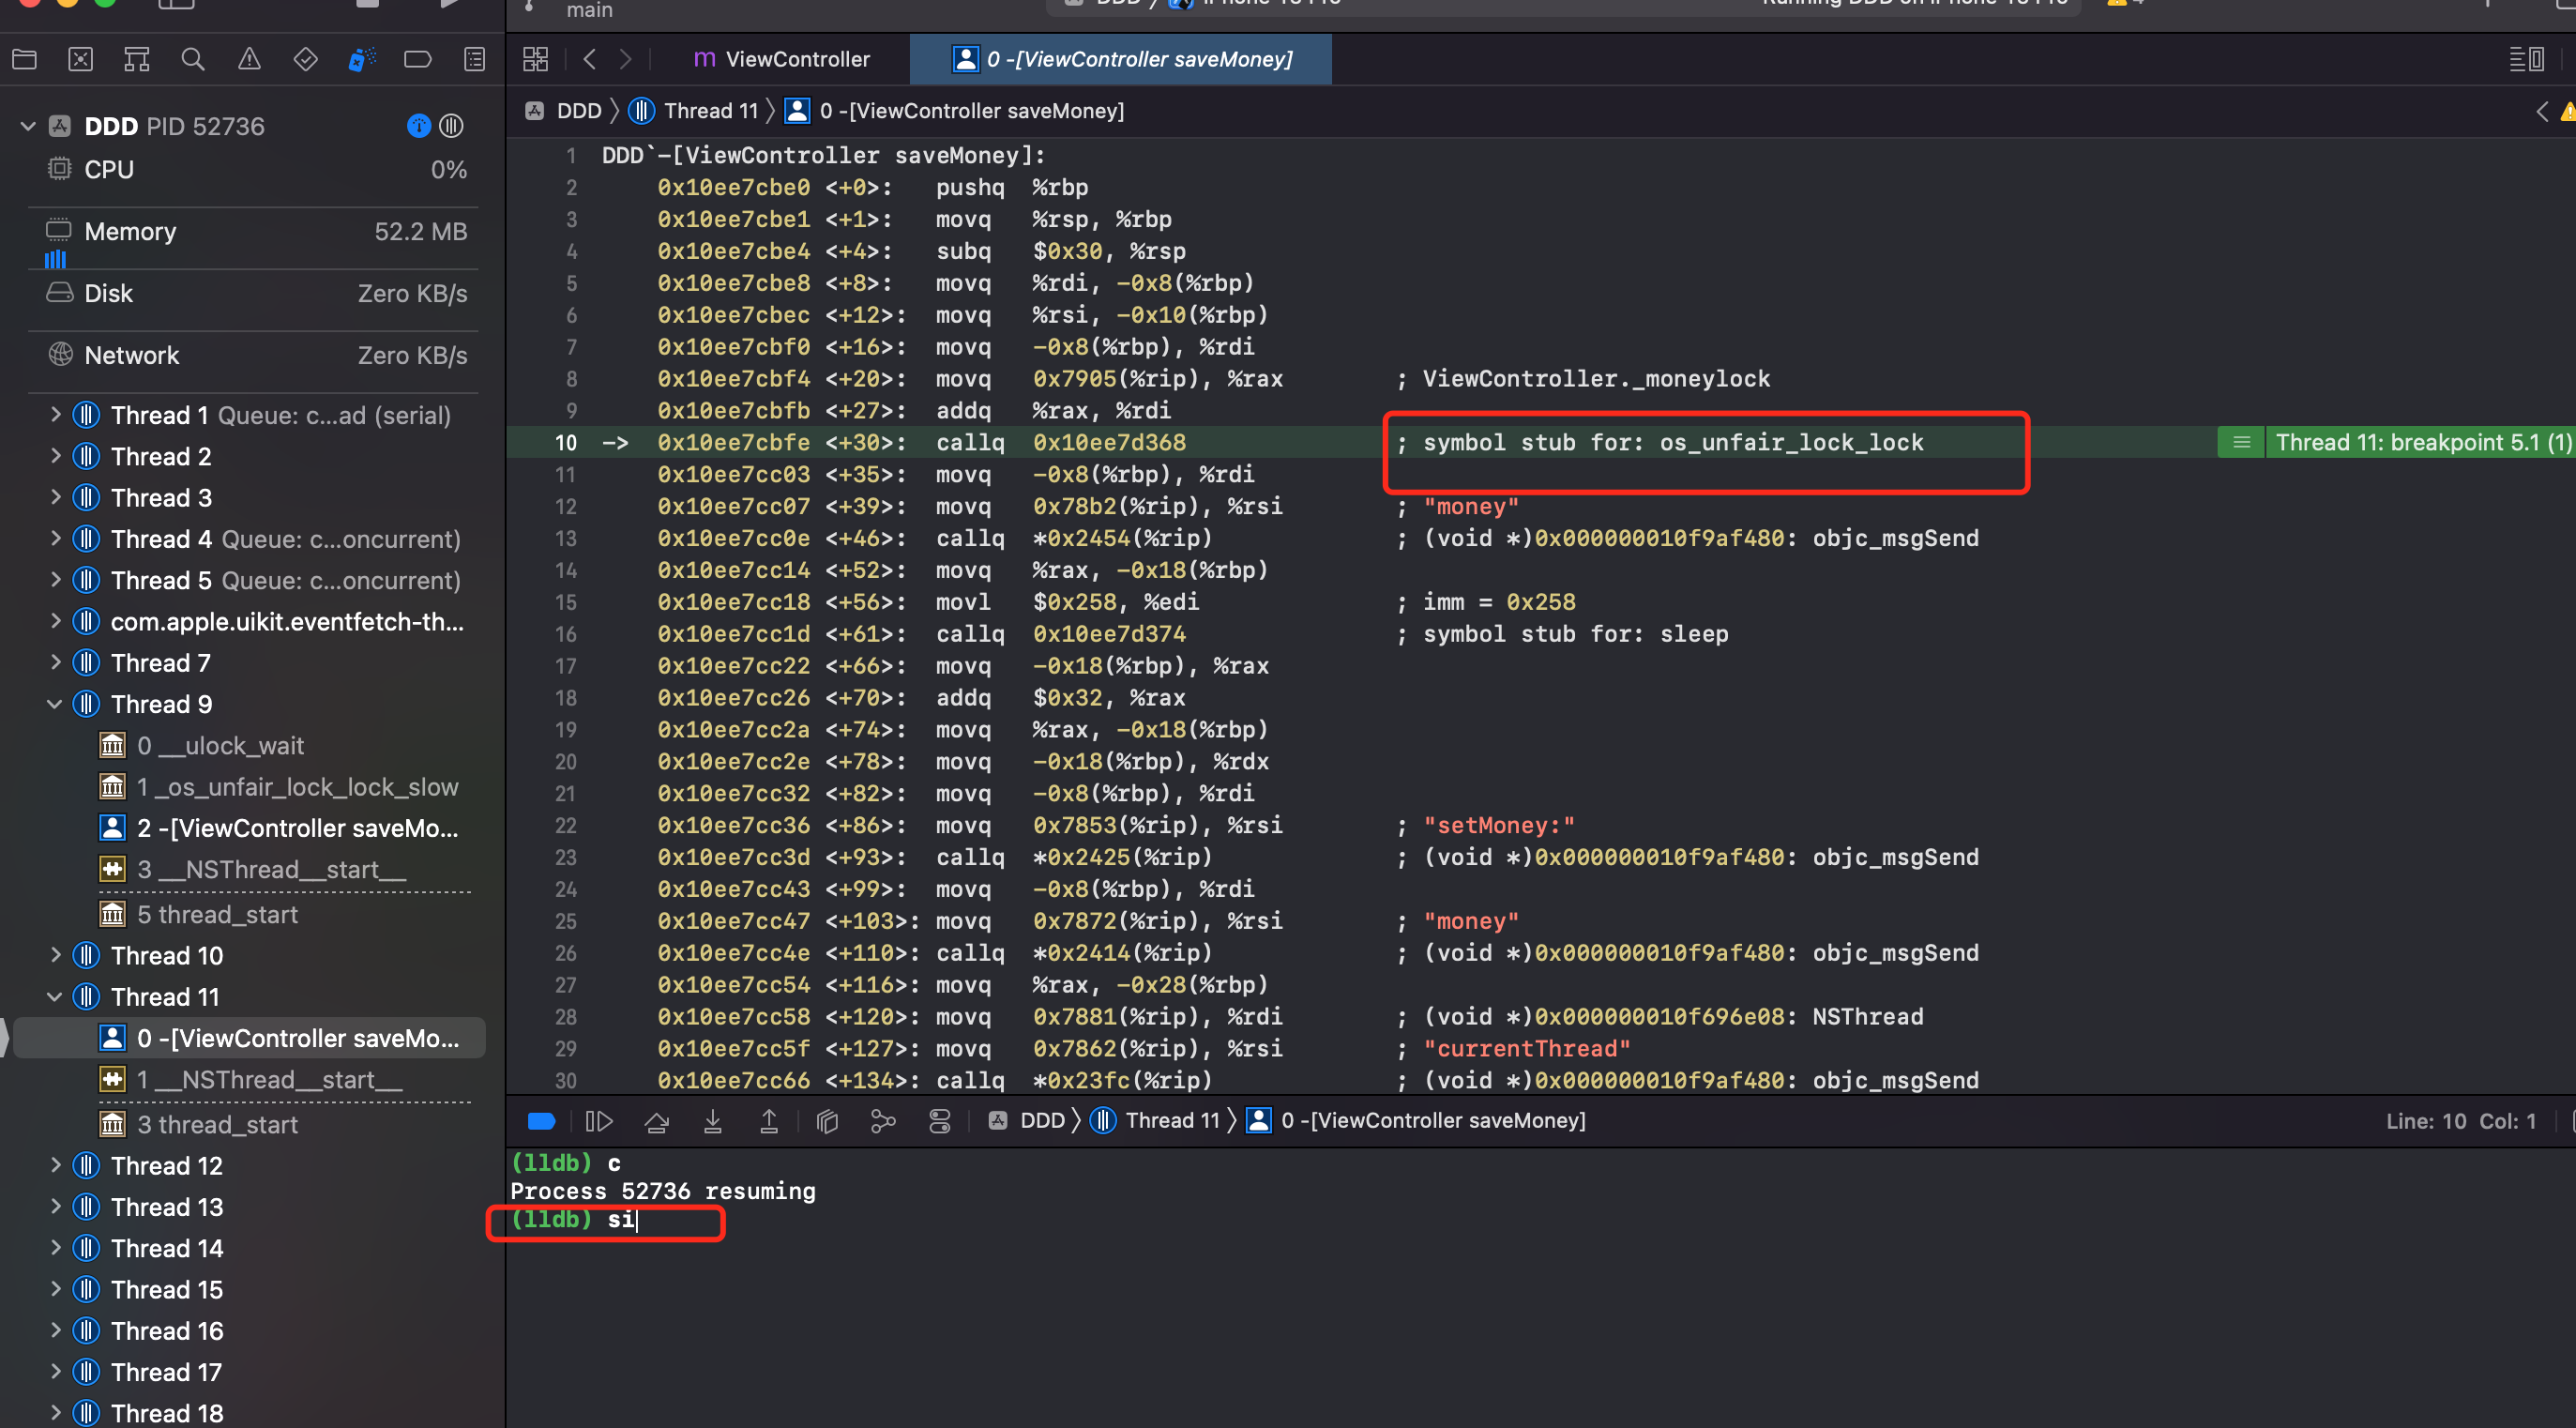 main
ViewController
0 -[ViewController saveMoney]
DDD PID 52736
CPU 0%
Memory 52.2 MB
Disk Zero KB/s
Network Zero KB/s
Thread 1 Queue: c...ad (serial)
Thread 2
Thread 3
Thread 4 Queue: c...oncurrent)
Thread 5 Queue: c...oncurrent)
com.apple.uikit.eventfetch-th...
Thread 7
Thread 9
0 __ulock_wait
1 _os_unfair_lock_lock_slow
2 -[ViewController saveMo...
3 __NSThread__start__
5 thread_start
Thread 10
Thread 11
0 -[ViewController saveMo...
1 __NSThread__start__
3 thread_start
Thread 12
Thread 13
Thread 14
Thread 15
Thread 16
Thread 17
Thread 18
DDD Thread 11 0 -[ViewController saveMoney]
1 DDD`-[ViewController saveMoney]:
2 0x10ee7cbe0 <+0>: pushq %rbp
3 0x10ee7cbe1 <+1>: movq %rsp, %rbp
4 0x10ee7cbe4 <+4>: subq $0x30, %rsp
5 0x10ee7cbe8 <+8>: movq %rdi, -0x8(%rbp)
6 0x10ee7cbec <+12>: movq %rsi, -0x10(%rbp)
7 0x10ee7cbf0 <+16>: movq -0x8(%rbp), %rdi
8 0x10ee7cbf4 <+20>: movq 0x7905(%rip), %rax ; ViewController._moneylock
9 0x10ee7cbfb <+27>: addq %rax, %rdi
10 -> 0x10ee7cbfe <+30>: callq 0x10ee7d368 ; symbol stub for: os_unfair_lock_lock Thread 11: breakpoint 5.1 (1)
11 0x10ee7cc03 <+35>: movq -0x8(%rbp), %rdi
12 0x10ee7cc07 <+39>: movq 0x78b2(%rip), %rsi ; "money"
13 0x10ee7cc0e <+46>: callq *0x2454(%rip) ; (void *)0x000000010f9af480: objc_msgSend
14 0x10ee7cc14 <+52>: movq %rax, -0x18(%rbp)
15 0x10ee7cc18 <+56>: movl $0x258, %edi ; imm = 0x258
16 0x10ee7cc1d <+61>: callq 0x10ee7d374 ; symbol stub for: sleep
17 0x10ee7cc22 <+66>: movq -0x18(%rbp), %rax
18 0x10ee7cc26 <+70>: addq $0x32, %rax
19 0x10ee7cc2a <+74>: movq %rax, -0x18(%rbp)
20 0x10ee7cc2e <+78>: movq -0x18(%rbp), %rdx
21 0x10ee7cc32 <+82>: movq -0x8(%rbp), %rdi
22 0x10ee7cc36 <+86>: movq 0x7853(%rip), %rsi ; "setMoney:"
23 0x10ee7cc3d <+93>: callq *0x2425(%rip) ; (void *)0x000000010f9af480: objc_msgSend
24 0x10ee7cc43 <+99>: movq -0x8(%rbp), %rdi
25 0x10ee7cc47 <+103>: movq 0x7872(%rip), %rsi ; "money"
26 0x10ee7cc4e <+110>: callq *0x2414(%rip) ; (void *)0x000000010f9af480: objc_msgSend
27 0x10ee7cc54 <+116>: movq %rax, -0x28(%rbp)
28 0x10ee7cc58 <+120>: movq 0x7881(%rip), %rdi ; (void *)0x000000010f696e08: NSThread
29 0x10ee7cc5f <+127>: movq 0x7862(%rip), %rsi ; "currentThread"
30 0x10ee7cc66 <+134>: callq *0x23fc(%rip) ; (void *)0x000000010f9af480: objc_msgSend
DDD Thread 11 0 -[ViewController saveMoney] Line: 10 Col: 1
(lldb) c
Process 52736 resuming
(lldb) si